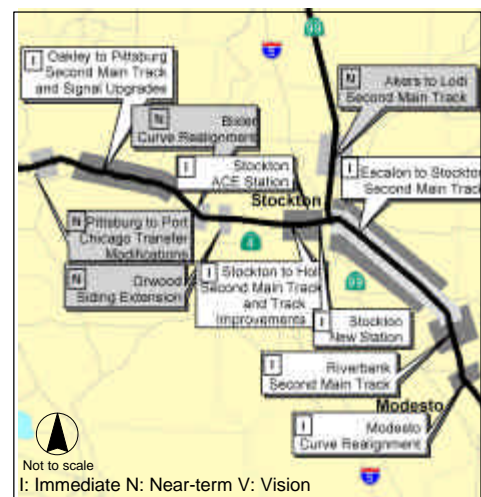 99
5
I
Oakley to Pittsburg
Second Main Track
and Signal Upgrades
N
Akers to Lodi
Second Main Track
N
Bixler
Curve Realignment
I
Stockton
ACE Station
I
Escalon to Stockton
Second Main Track
Stockton
N
Pittsburg to Port
Chicago Transfer
Modifications
4
N
Orwood
Siding Extension
I
Stockton to Holt
Second Main Track
and Track
Improvements
99
I
Stockton
New Station
I
Riverbank
Second Main Track
Modesto
I
Modesto
Curve Realignment
Not to scale
5
I: Immediate N: Near-term V: Vision